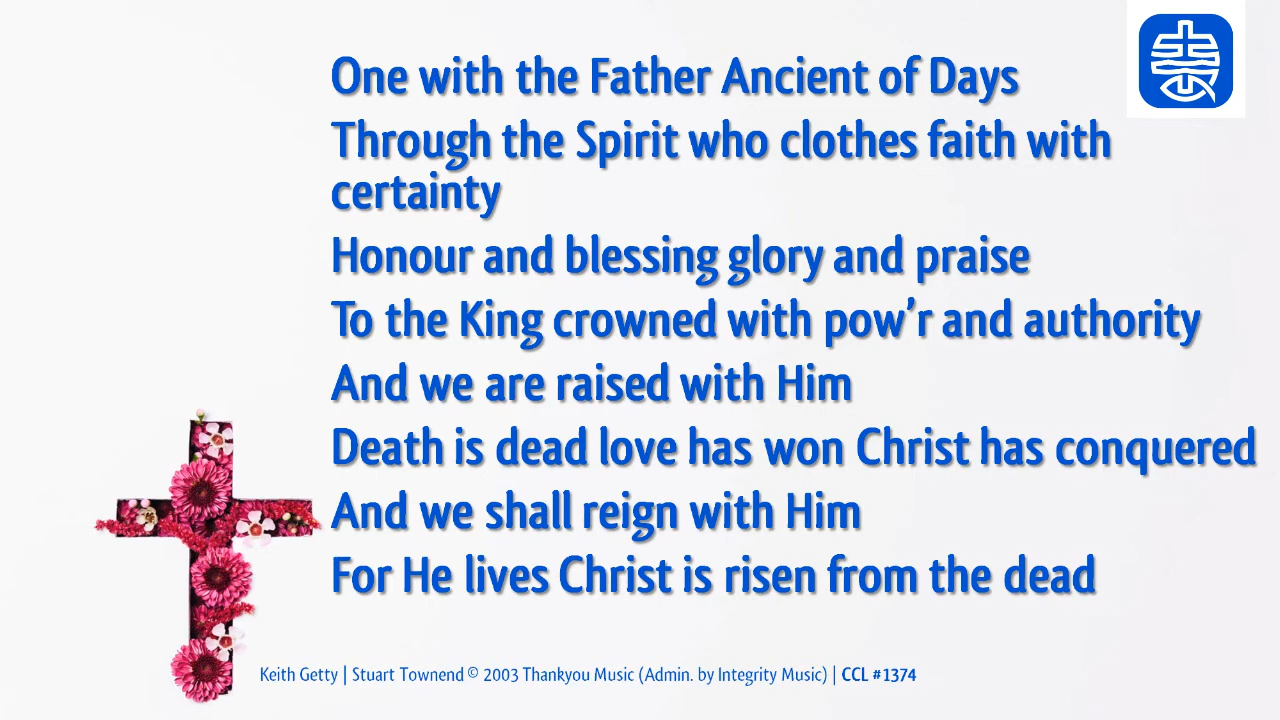 One with the Father Ancient of Days
Through the Spirit who clothes faith with
certainty
Honour and blessing glory and praise
To the King crowned with pow’r and authority
And we are raised with Him
Death is dead love has won Christ has conquered
And we shall reign with Him
For He lives Christ is risen from the dead
Keith Getty | Stuart Townend © 2003 Thankyou Music (Admin. by Integrity Music) | CCL #1374